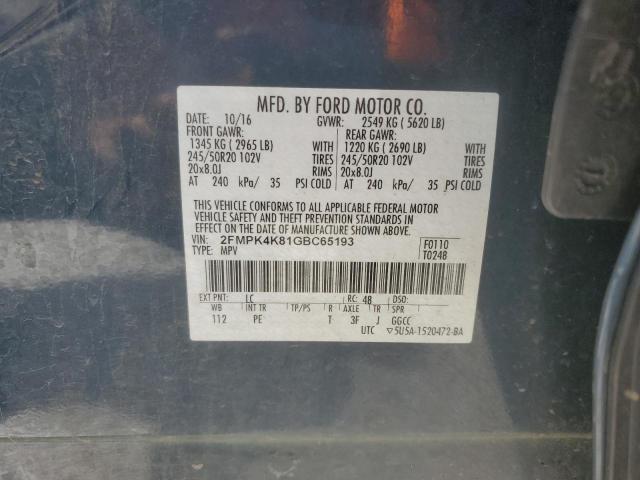 MFD. BY FORD MOTOR CO.
DATE: 10/16 GVWR: 2549 KG ( 5620 LB)
FRONT GAWR: REAR GAWR:
1345 KG ( 2965 LB) WITH 1220 KG ( 2690 LB) WITH
245/50R20 102V TIRES 245/50R20 102V TIRES
20x8.0J RIMS 20x8.0J RIMS
AT 240 kPa/ 35 PSI COLD AT 240 kPa/ 35 PSI COLD
THIS VEHICLE CONFORMS TO ALL APPLICABLE FEDERAL MOTOR
VEHICLE SAFETY AND THEFT PREVENTION STANDARDS IN
EFFECT ON THE DATE OF MANUFACTURE SHOWN ABOVE.
VIN: 2FMPK4K81GBC65193 F0110
TYPE: MPV T0248
EXT PNT: LC RC: 48 DSO:
WB INT TR TP/PS R AXLE TR SPR
112 PE T 3F J GGCC
UTC ▽5U5A-1520472-BA